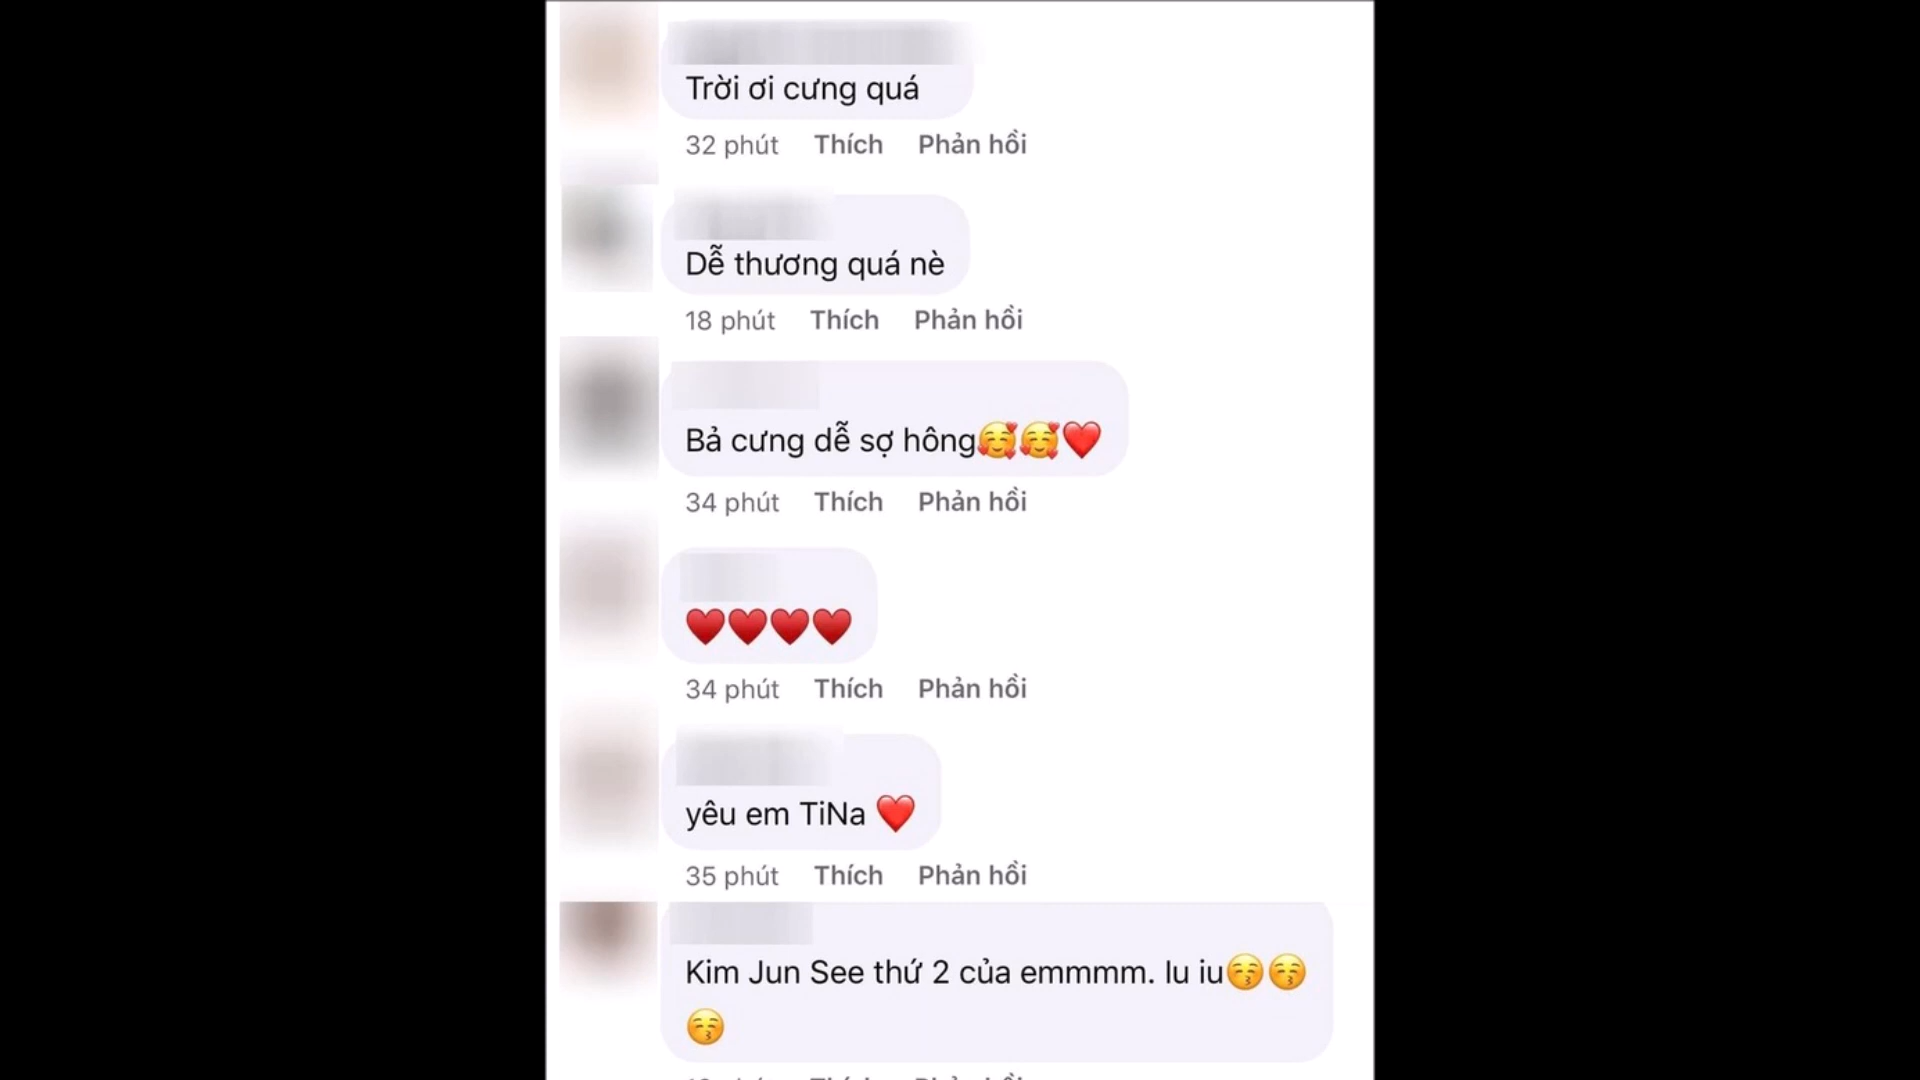 Trời ơi cưng quá
32 phút Thích Phản hồi
Dễ thương quá nè
18 phút Thích Phản hồi
Bả cưng dễ sợ hông🥰🥰❤️
34 phút Thích Phản hồi
♥️♥️♥️♥️
34 phút Thích Phản hồi
yêu em TiNa ❤️
35 phút Thích Phản hồi
Kim Jun See thứ 2 của emmmm. Iu iu😚😚
😚